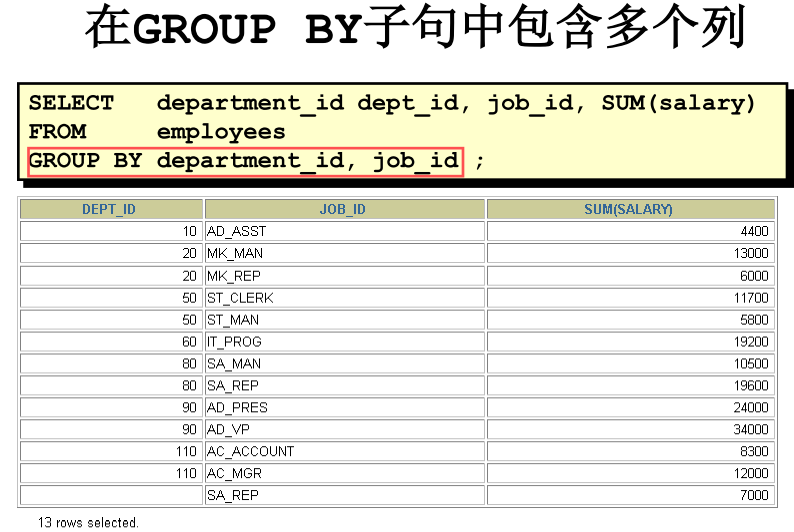 在GROUP BY子句中包含多个列
SELECT department_id dept_id, job_id, SUM(salary)
FROM employees
GROUP BY department_id, job_id ;
DEPT_ID JOB_ID SUM(SALARY)
10 AD_ASST 4400
20 MK_MAN 13000
20 MK_REP 6000
50 ST_CLERK 11700
50 ST_MAN 5800
60 IT_PROG 19200
80 SA_MAN 10500
80 SA_REP 19600
90 AD_PRES 24000
90 AD_VP 34000
110 AC_ACCOUNT 8300
110 AC_MGR 12000
SA_REP 7000
13 rows selected.